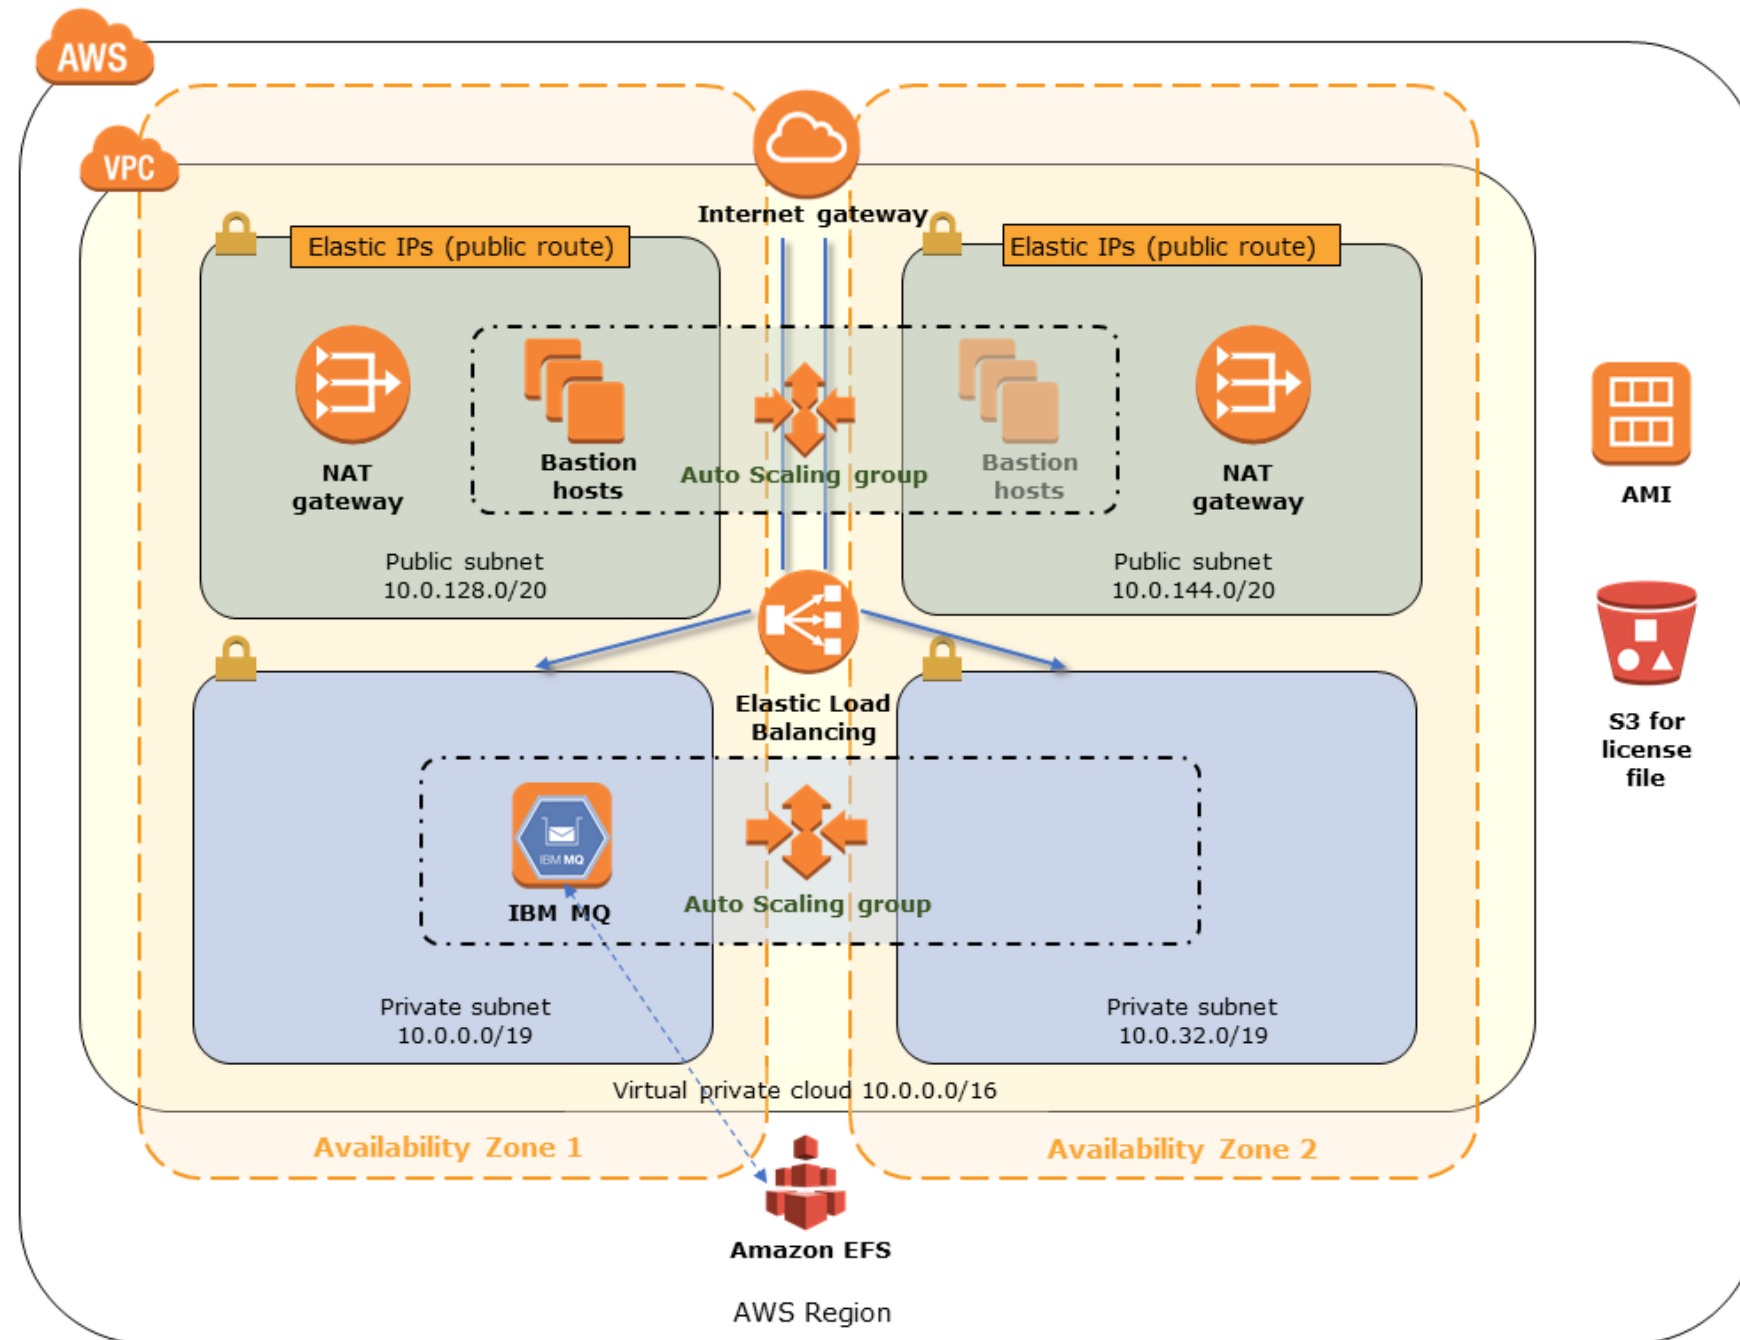 AWS
VPC
Internet gateway
Elastic IPs (public route)
Elastic IPs (public route)
NAT
gateway
Bastion
hosts
Auto Scaling group
Bastion
hosts
NAT
gateway
Public subnet
10.0.128.0/20
Public subnet
10.0.144.0/20
AMI
S3 for
license
file
Elastic Load
Balancing
IBM MQ
IBM MQ
Auto Scaling group
Private subnet
10.0.0.0/19
Private subnet
10.0.32.0/19
Virtual private cloud 10.0.0.0/16
Availability Zone 1
Availability Zone 2
Amazon EFS
AWS Region